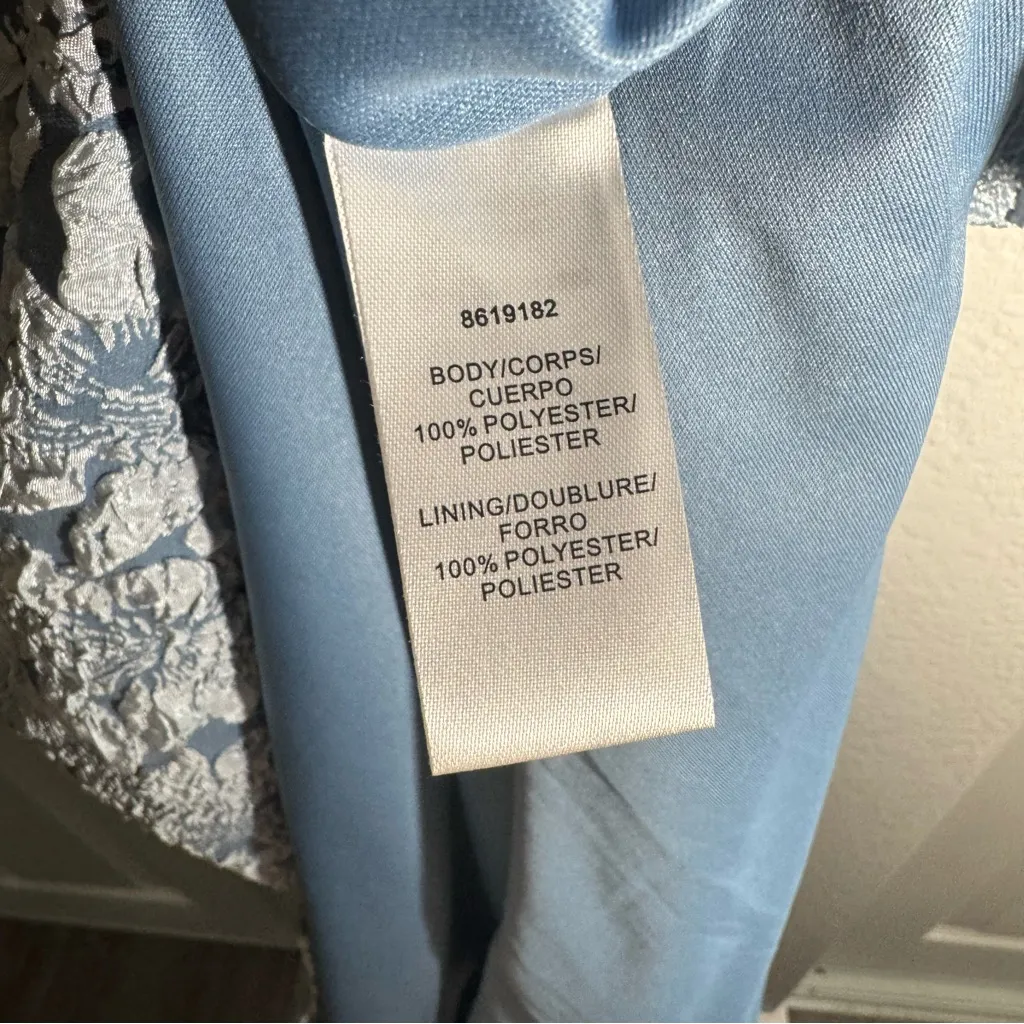 8619182
BODY/CORPS/
CUERPO
100% POLYESTER/
POLIESTER
LINING/DOUBLURE/
FORRO
100% POLYESTER/
POLIESTER